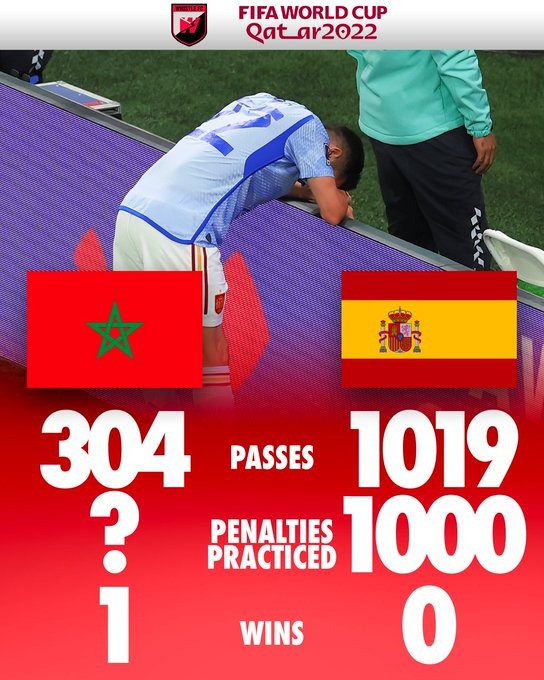 FIFA WORLD CUP
Qatar2022
304 PASSES 1019
? PENALTIES PRACTICED 1000
1 WINS 0